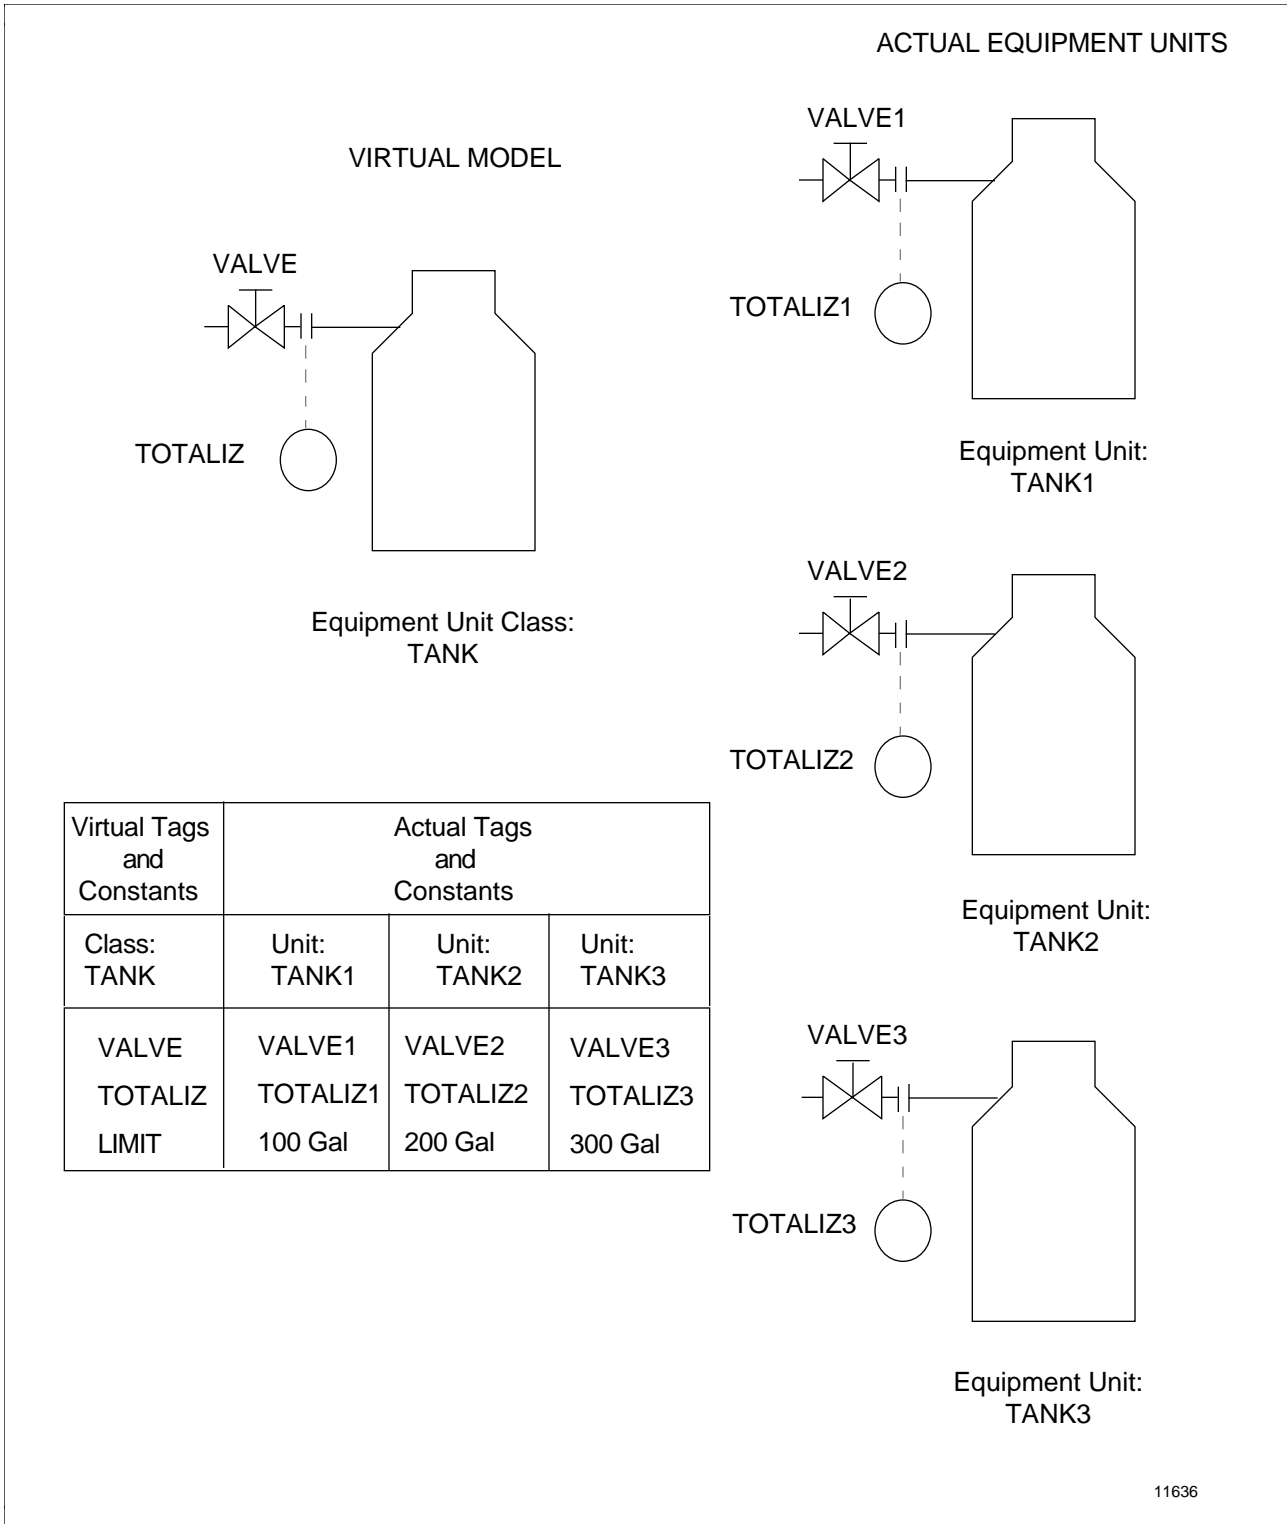 ACTUAL EQUIPMENT UNITS
VIRTUAL MODEL
VALVE
TOTALIZ
Equipment Unit Class:
TANK
VALVE1
TOTALIZ1
Equipment Unit:
TANK1
VALVE2
TOTALIZ2
Equipment Unit:
TANK2
VALVE3
TOTALIZ3
Equipment Unit:
TANK3
Virtual Tags
and
Constants
Actual Tags
and
Constants
Class:
TANK
Unit:
TANK1
Unit:
TANK2
Unit:
TANK3
VALVE VALVE1 VALVE2 VALVE3
TOTALIZ TOTALIZ1 TOTALIZ2 TOTALIZ3
LIMIT 100 Gal 200 Gal 300 Gal
11636